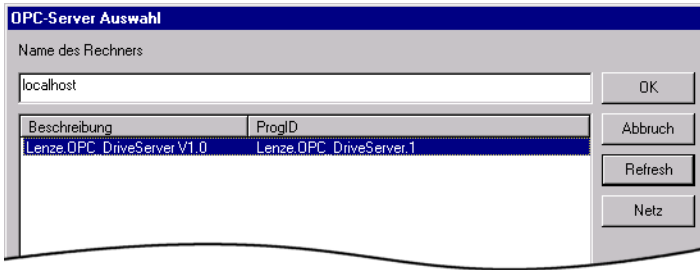 OPC-Server Auswahl
Name des Rechners
localhost
OK
Beschreibung ProgID
Abbruch
Lenze.OPC_DriveServer V1.0 Lenze.OPC_DriveServer.1
Refresh
Netz